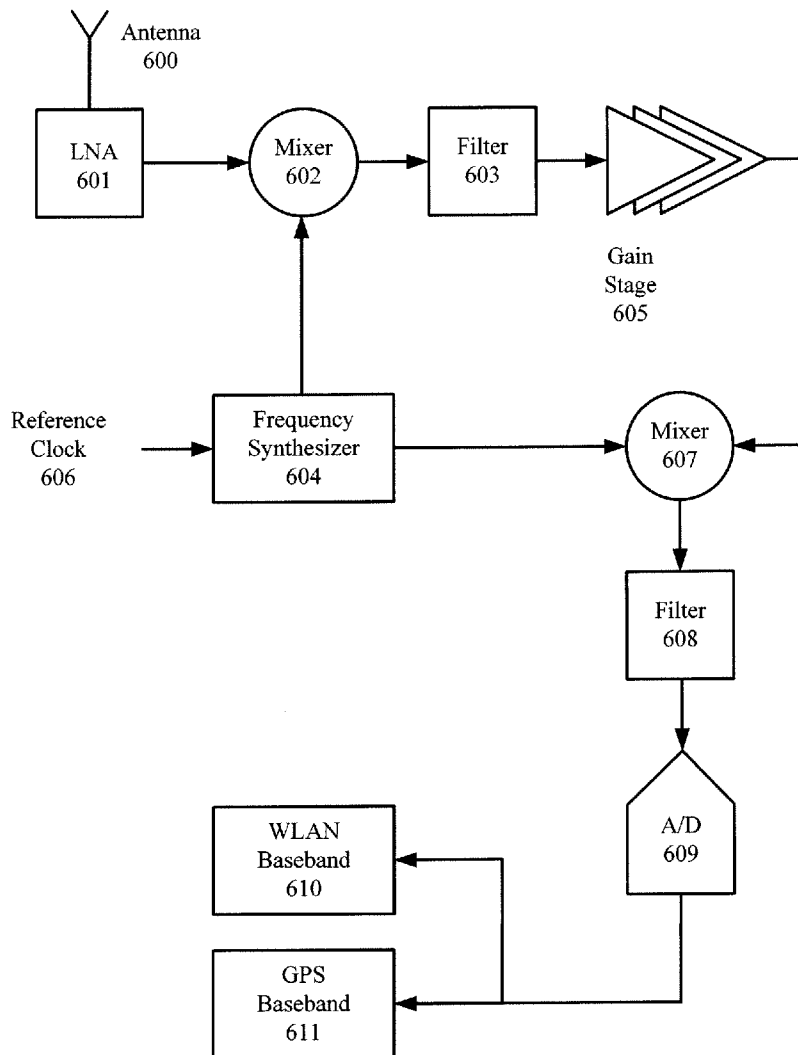 Antenna
600
LNA
601
Mixer
602
Filter
603
Gain
Stage
605
Reference
Clock
606
Frequency
Synthesizer
604
Mixer
607
Filter
608
A/D
609
WLAN
Baseband
610
GPS
Baseband
611